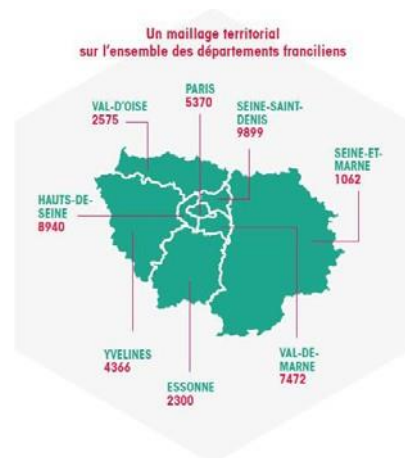 Un maillage territorial
sur l'ensemble des départements franciliens
PARIS
5370
VAL-D'OISE
2575
SEINE-SAINT-
DENIS
9899
SEINE-ET-
MARNE
1062
HAUTS-DE-
SEINE
8940
YVELINES
4366
ESSONNE
2300
VAL-DE-
MARNE
7472